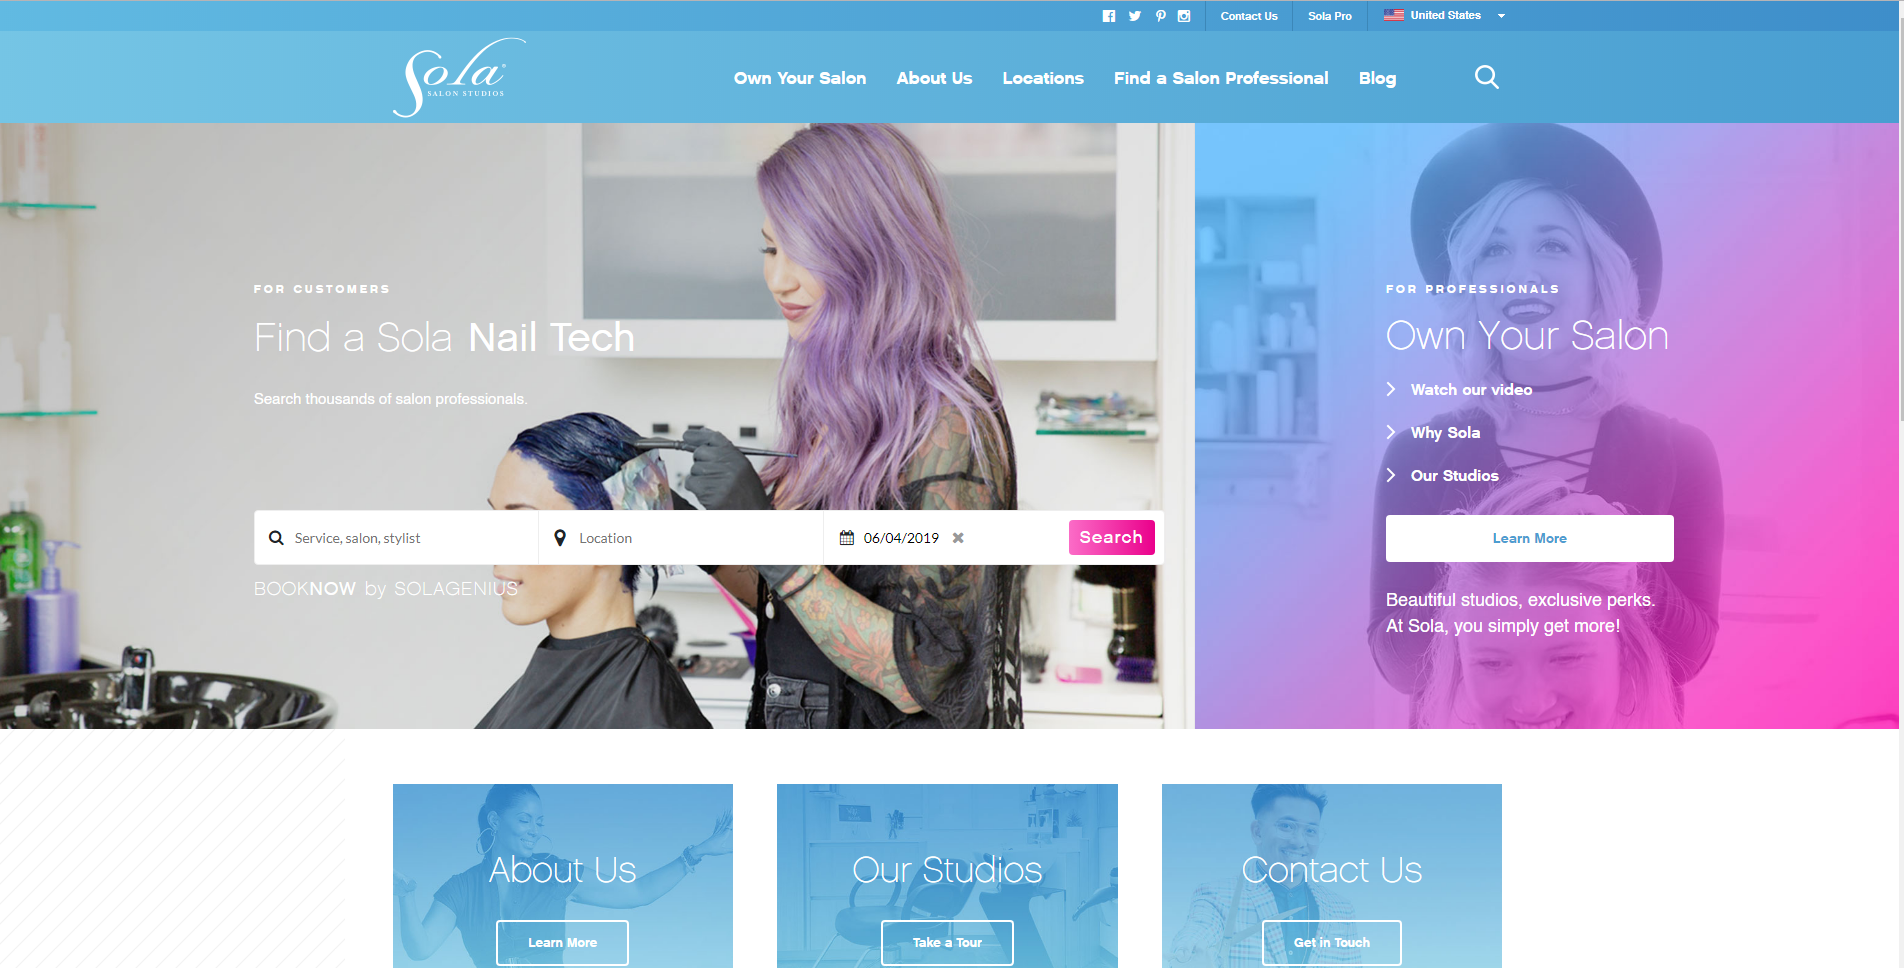 Contact Us
Sola Pro
United States
Sola®
SALON STUDIOS
Own Your Salon
About Us
Locations
Find a Salon Professional
Blog
FOR CUSTOMERS
Find a Sola Nail Tech
Search thousands of salon professionals.
Service, salon, stylist
Location
06/04/2019
Search
BOOKNOW by SOLAGENIUS
FOR PROFESSIONALS
Own Your Salon
Watch our video
Why Sola
Our Studios
Learn More
Beautiful studios, exclusive perks.
At Sola, you simply get more!
About Us
Learn More
Our Studios
Take a Tour
Contact Us
Get in Touch